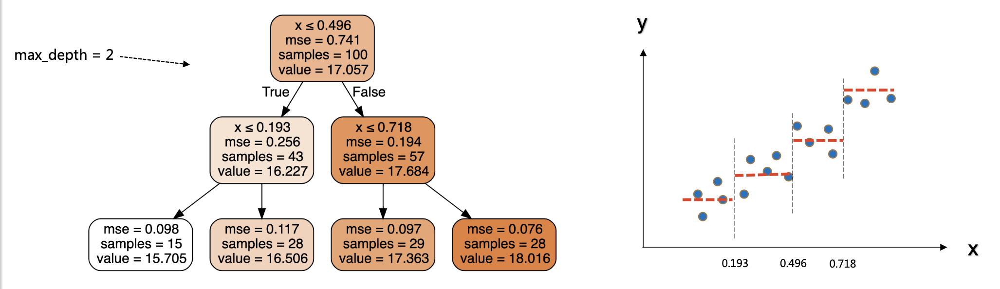 max_depth = 2
x ≤ 0.496
mse = 0.741
samples = 100
value = 17.057
True
False
x ≤ 0.193
mse = 0.256
samples = 43
value = 16.227
x ≤ 0.718
mse = 0.194
samples = 57
value = 17.684
mse = 0.098
samples = 15
value = 15.705
mse = 0.117
samples = 28
value = 16.506
mse = 0.097
samples = 29
value = 17.363
mse = 0.076
samples = 28
value = 18.016
y
x
0.193
0.496
0.718